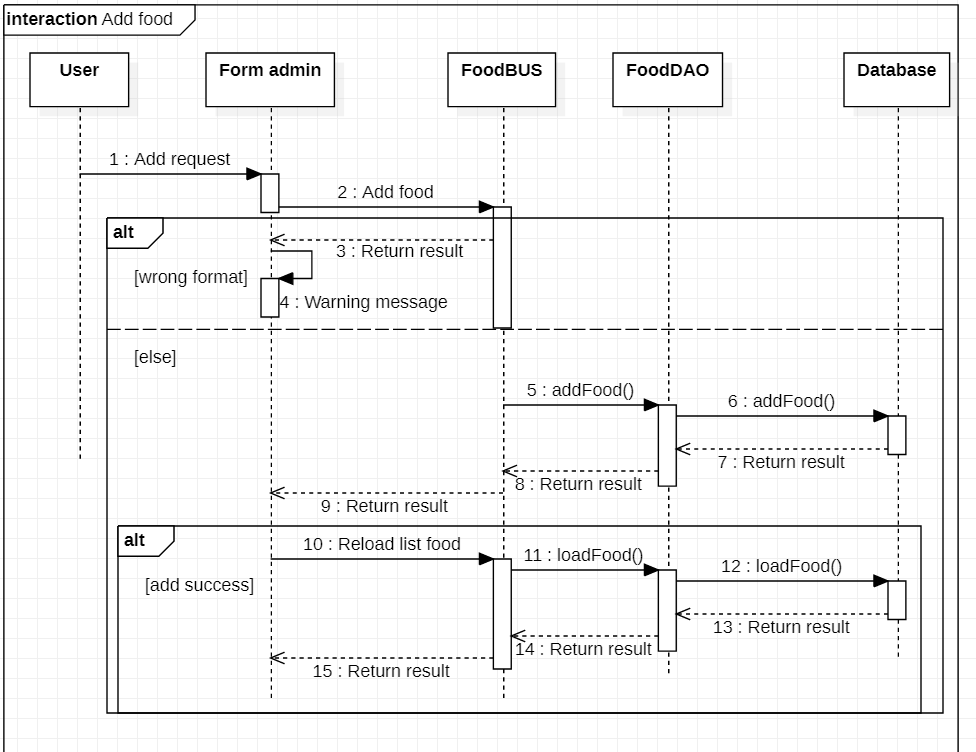 interaction Add food
User
Form admin
FoodBUS
FoodDAO
Database
1 : Add request
2 : Add food
alt
3 : Return result
[wrong format]
4 : Warning message
[else]
5 : addFood()
6 : addFood()
7 : Return result
8 : Return result
9 : Return result
alt
10 : Reload list food
11 : loadFood()
12 : loadFood()
[add success]
13 : Return result
14 : Return result
15 : Return result